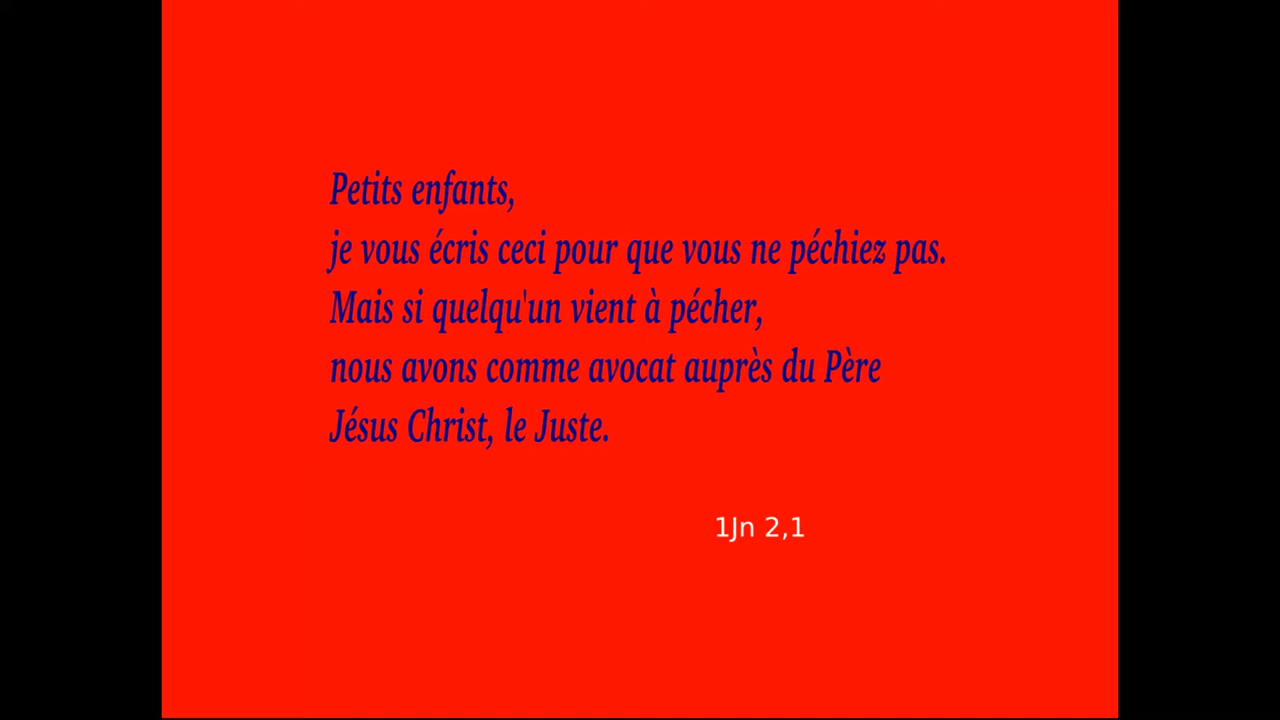 Petits enfants,
je vous écris ceci pour que vous ne péchiez pas.
Mais si quelqu'un vient à pécher,
nous avons comme avocat auprès du Père
Jésus Christ, le Juste.
1Jn 2,1